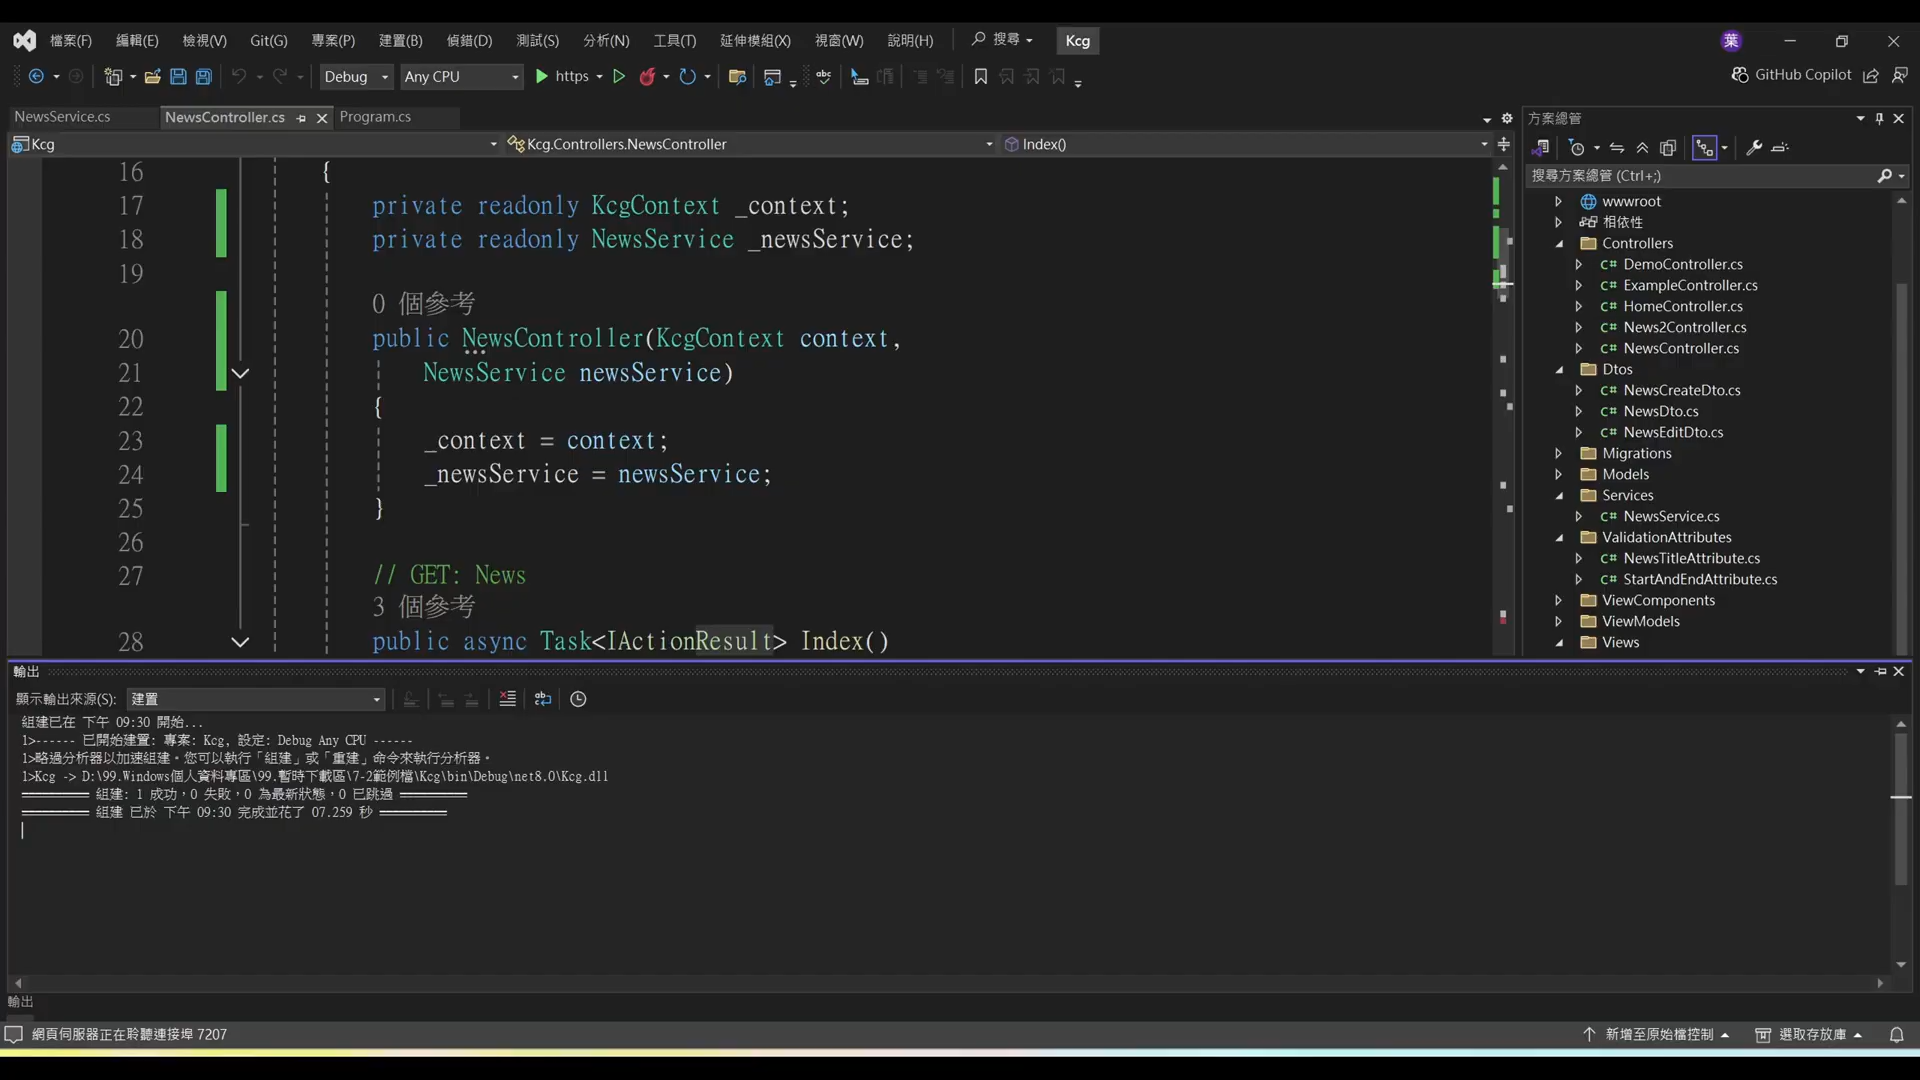 檔案(F) 編輯(E) 檢視(V) Git(G) 專案(P) 建置(B) 偵錯(D) 測試(S) 分析(N) 工具(T) 延伸模組(X) 視窗(W) 說明(H) 搜尋 Kcg 葉
Debug Any CPU https GitHub Copilot
NewsService.cs NewsController.cs Program.cs
Kcg Kcg.Controllers.NewsController Index()
16 {
17 private readonly KcgContext _context;
18 private readonly NewsService _newsService;
19
0 個參考
20 public NewsController(KcgContext context,
21 NewsService newsService)
22 {
23 _context = context;
24 _newsService = newsService;
25 }
26
27 // GET: News
3 個參考
28 public async Task<IActionResult> Index()
方案總管
搜尋方案總管 (Ctrl+;)
wwwroot
相依性
Controllers
C# DemoController.cs
C# ExampleController.cs
C# HomeController.cs
C# News2Controller.cs
C# NewsController.cs
Dtos
C# NewsCreateDto.cs
C# NewsDto.cs
C# NewsEditDto.cs
Migrations
Models
Services
C# NewsService.cs
ValidationAttributes
C# NewsTitleAttribute.cs
C# StartAndEndAttribute.cs
ViewComponents
ViewModels
Views
輸出
顯示輸出來源(S): 建置
組建已在 下午 09:30 開始...
1>------ 已開始建置: 專案: Kcg, 設定: Debug Any CPU ------
1>略過分析器以加速組建。您可以執行「組建」或「重建」命令來執行分析器。
1>Kcg -> D:\99.Windows個人資料專區\99.暫時下載區\7-2範例檔\Kcg\bin\Debug\net8.0\Kcg.dll
========== 組建: 1 成功，0 失敗，0 為最新狀態，0 已跳過 ==========
========== 組建 已於 下午 09:30 完成並花了 07.259 秒 ==========
輸出
網頁伺服器正在聆聽連接埠 7207 新增至原始檔控制 選取存放庫